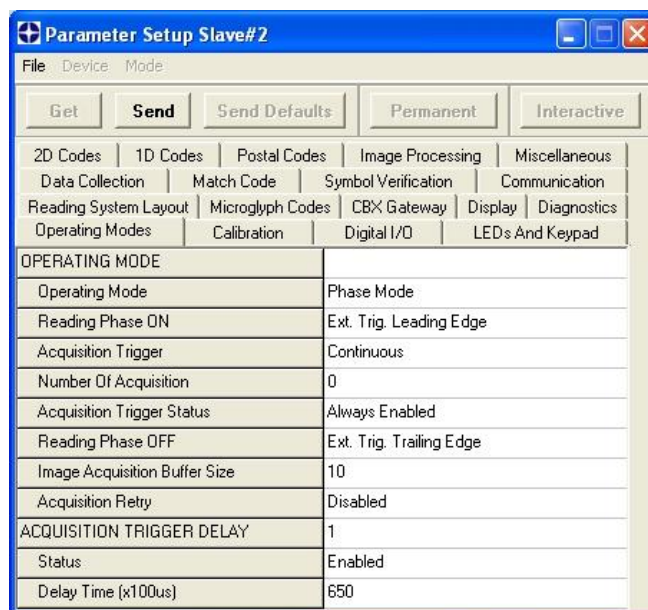 Parameter Setup Slave#2
File Device Mode
Get Send Send Defaults Permanent Interactive
2D Codes 1D Codes Postal Codes Image Processing Miscellaneous
Data Collection Match Code Symbol Verification Communication
Reading System Layout Microglyph Codes CBX Gateway Display Diagnostics
Operating Modes Calibration Digital I/O LEDs And Keypad
OPERATING MODE
Operating Mode Phase Mode
Reading Phase ON Ext. Trig. Leading Edge
Acquisition Trigger Continuous
Number Of Acquisition 0
Acquisition Trigger Status Always Enabled
Reading Phase OFF Ext. Trig. Trailing Edge
Image Acquisition Buffer Size 10
Acquisition Retry Disabled
ACQUISITION TRIGGER DELAY 1
Status Enabled
Delay Time (x100us) 650